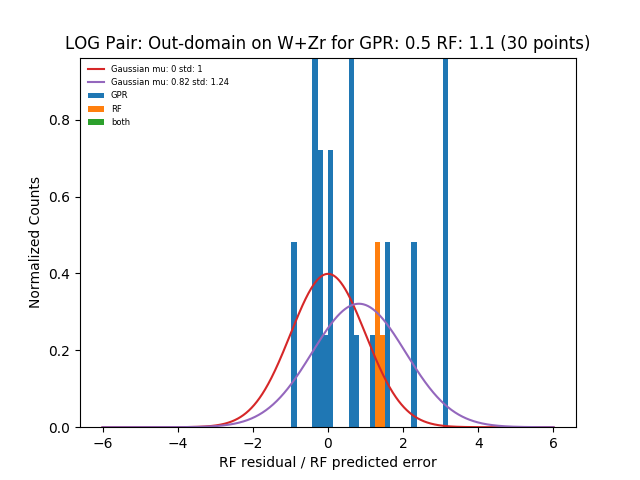 LOG Pair: Out-domain on W+Zr for GPR: 0.5 RF: 1.1 (30 points)
Gaussian mu: 0 std: 1
Gaussian mu: 0.82 std: 1.24
GPR
RF
both
0.8
0.6
0.4
0.2
0.0
Normalized Counts
−6 −4 −2 0 2 4 6
RF residual / RF predicted error